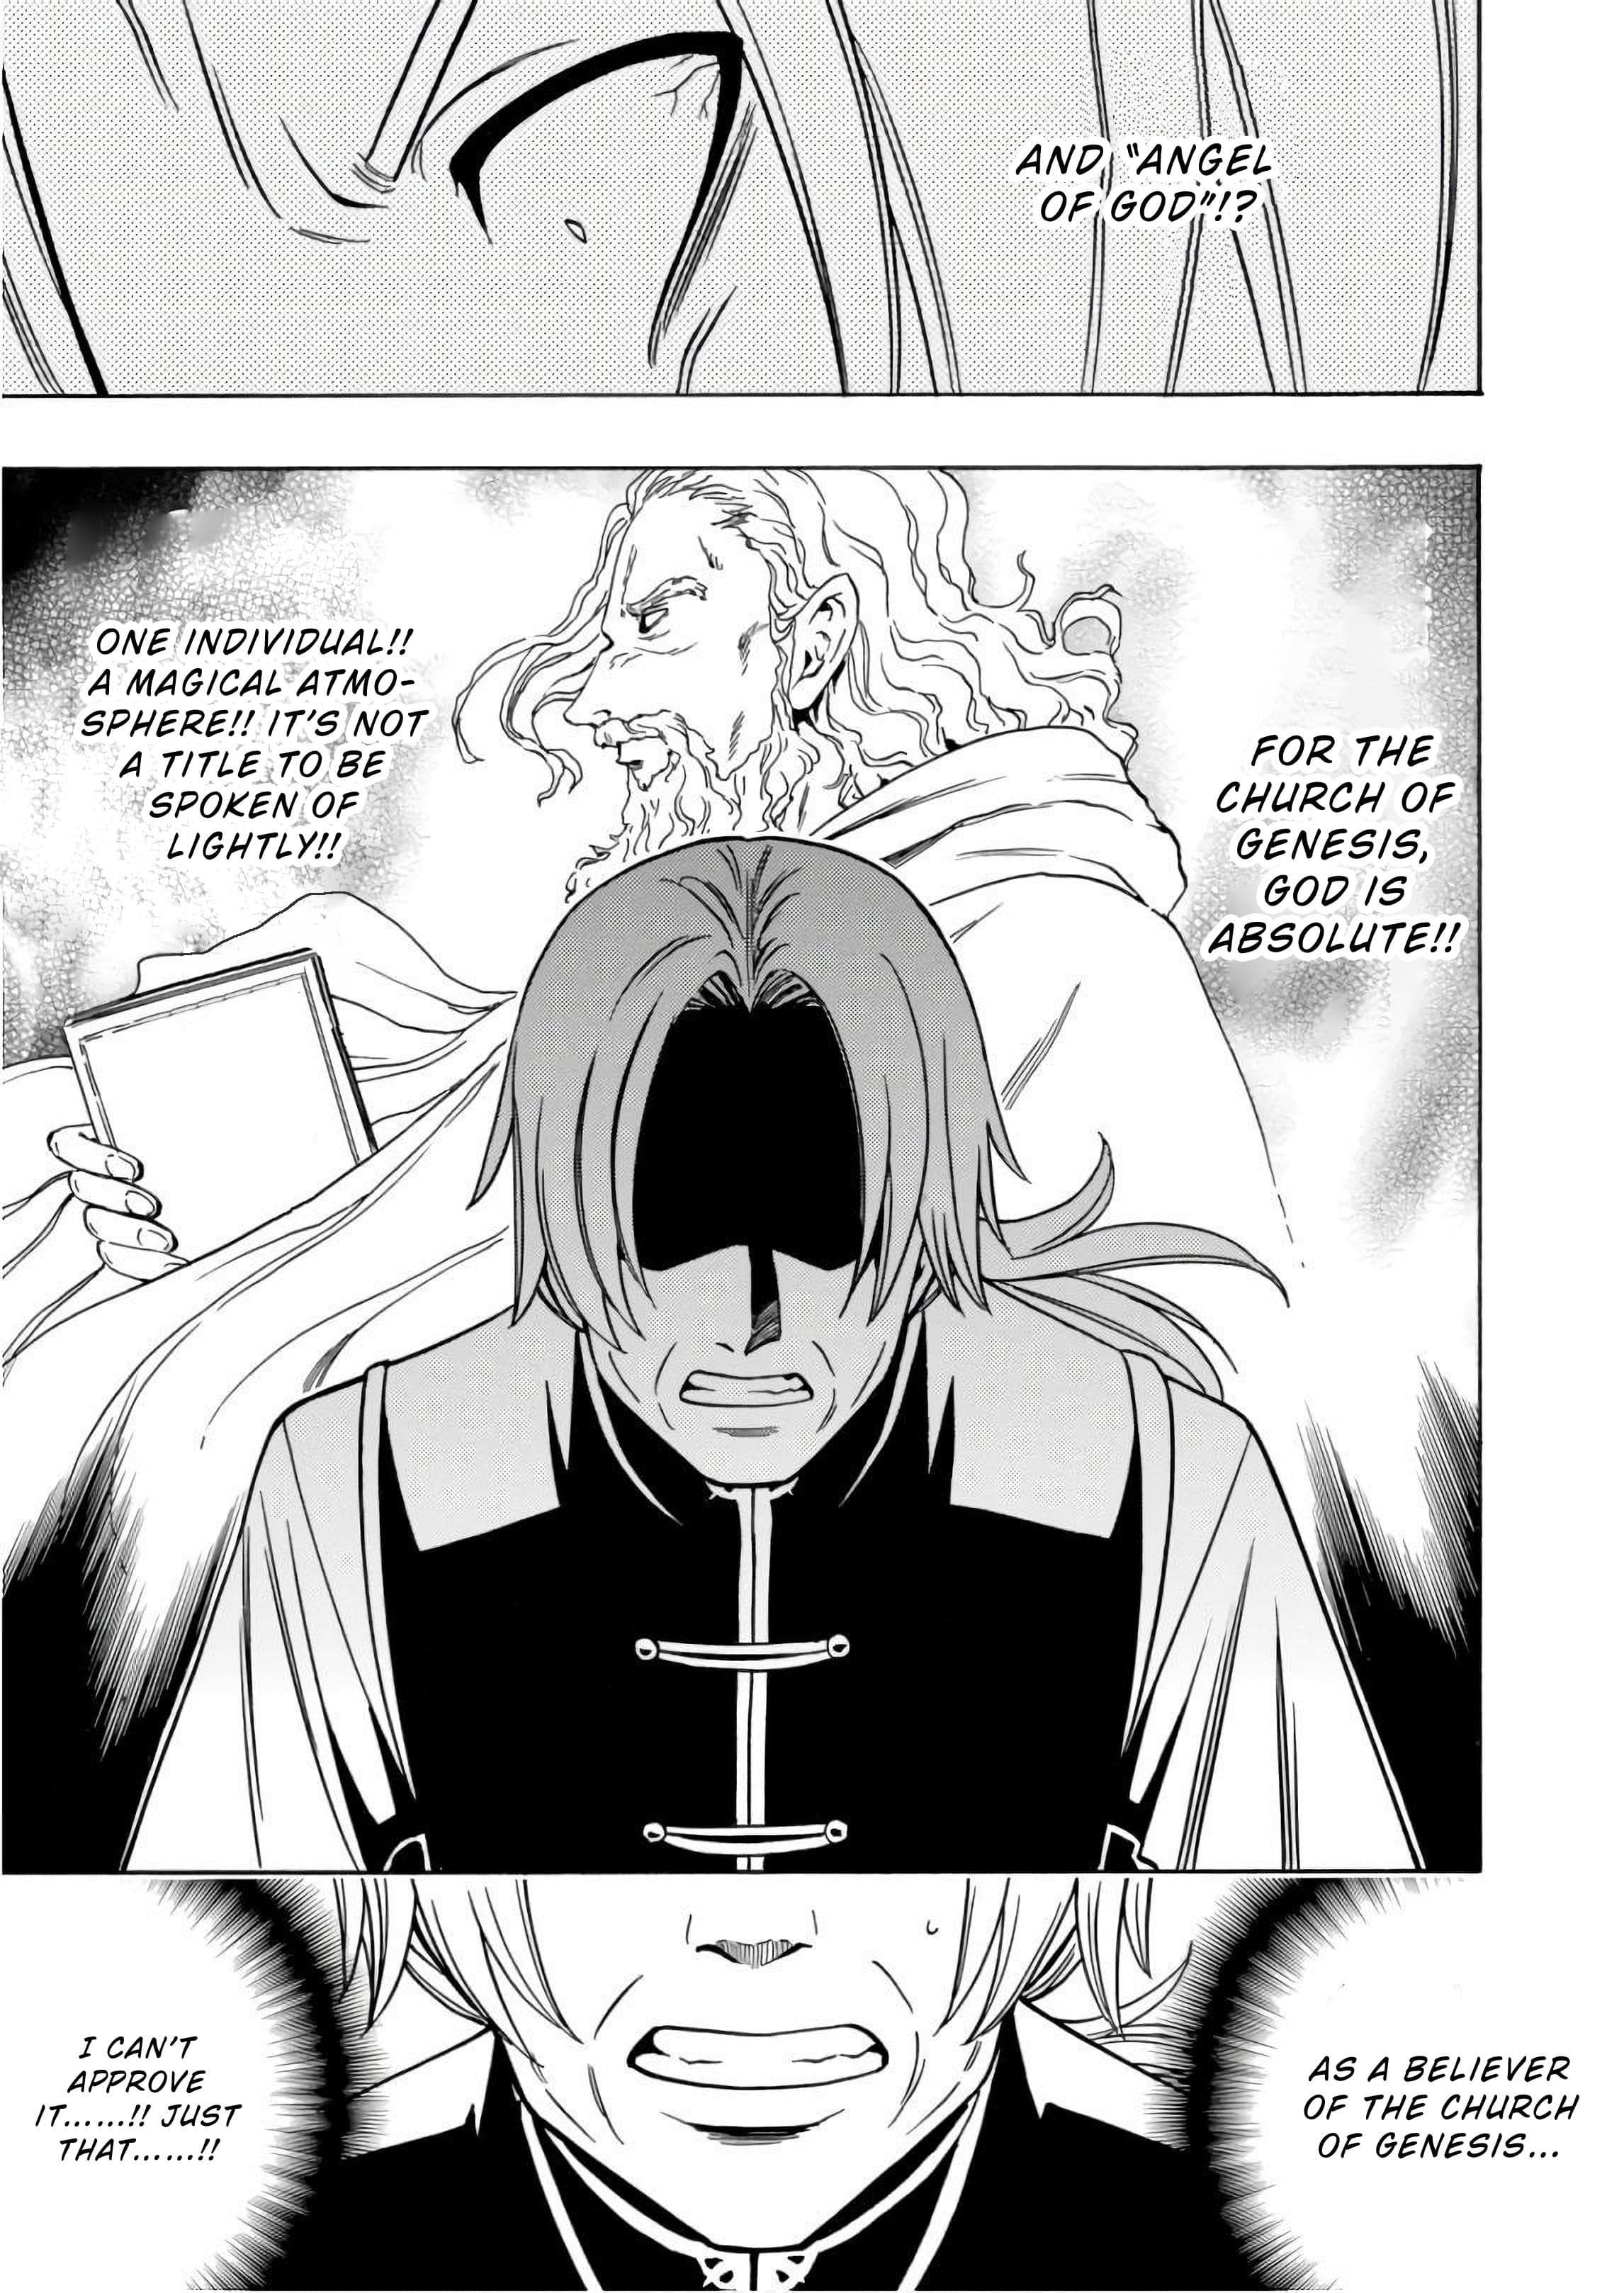 AND "ANGEL
OF GOD"!?
FOR THE
CHURCH OF
GENESIS,
GOD IS
ABSOLUTE!!
ONE INDIVIDUAL!!
A MAGICAL ATMO-
SPHERE!! IT'S NOT
A TITLE TO BE
SPOKEN OF
LIGHTLY!!
AS A BELIEVER
OF THE CHURCH
OF GENESIS...
I CAN'T
APPROVE
IT......!! JUST
THAT......!!